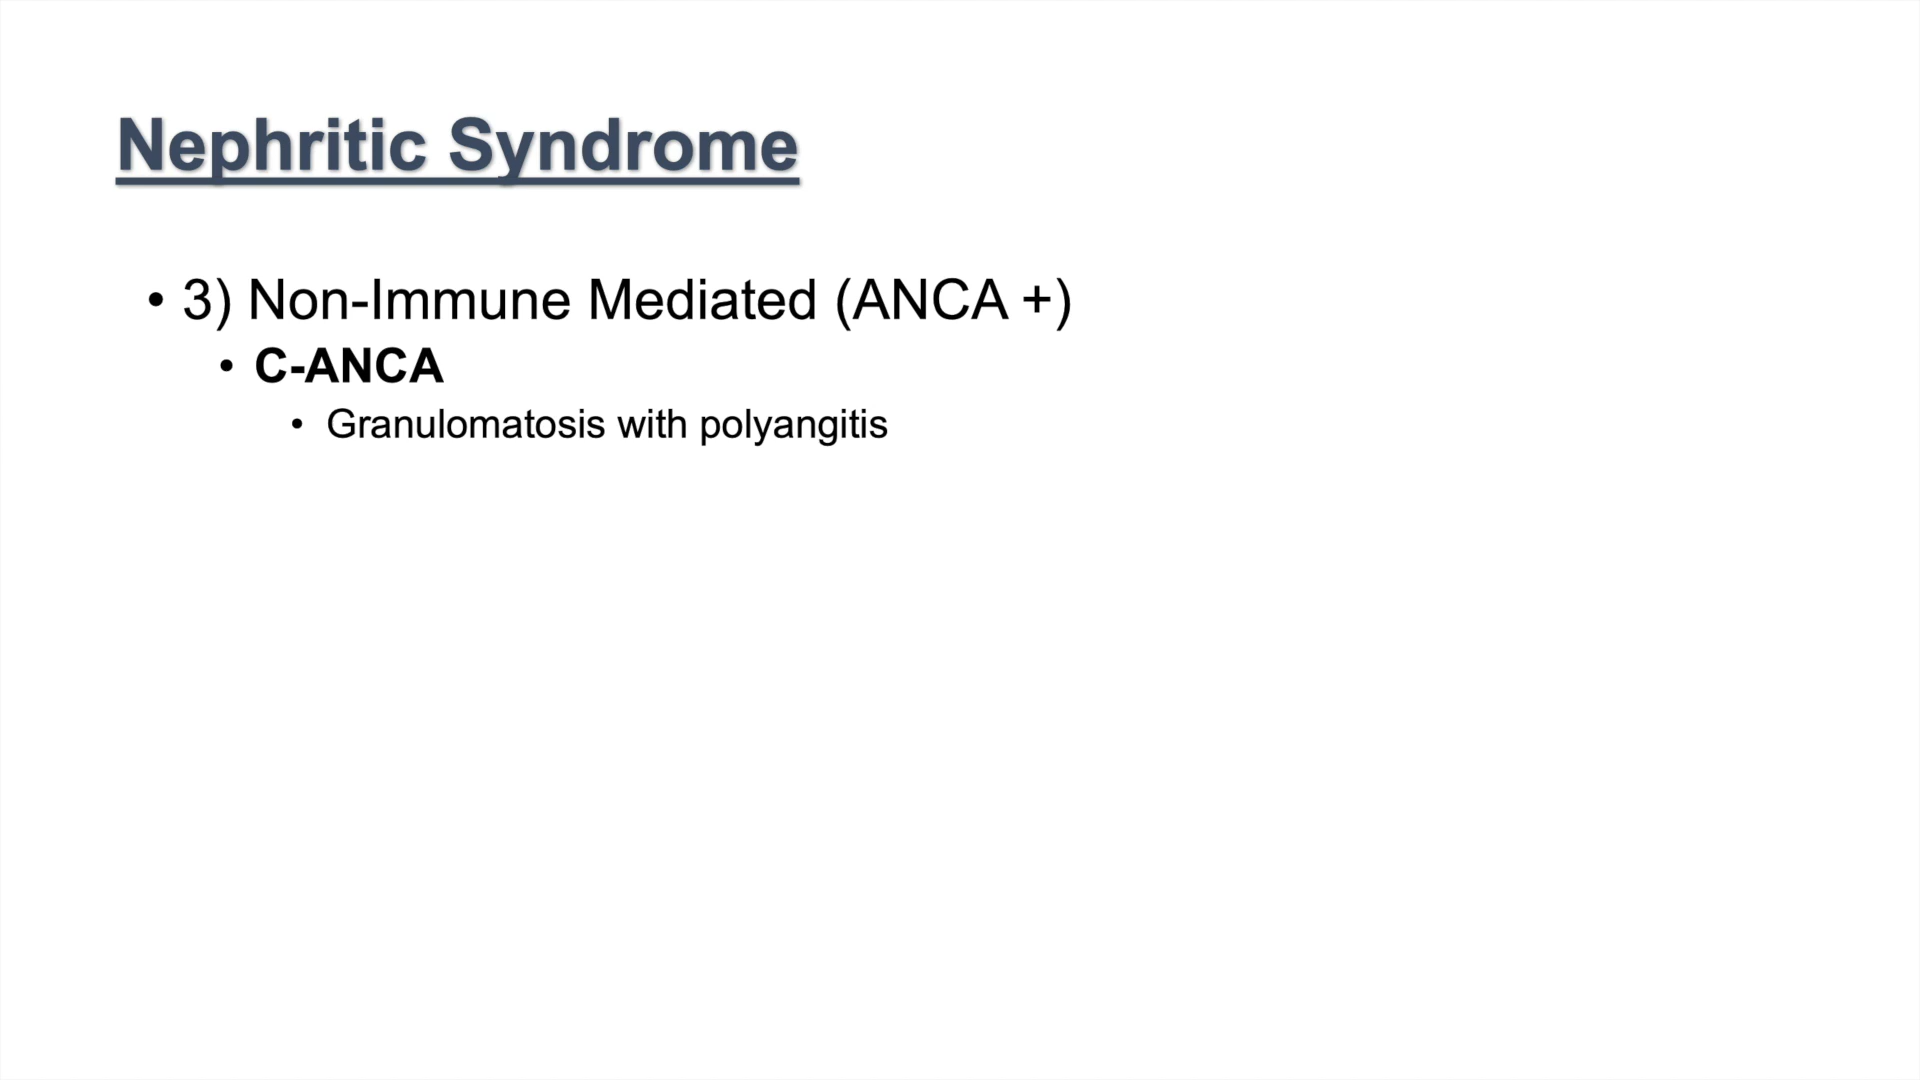 Nephritic Syndrome
• 3) Non-Immune Mediated (ANCA +)
• C-ANCA
• Granulomatosis with polyangitis